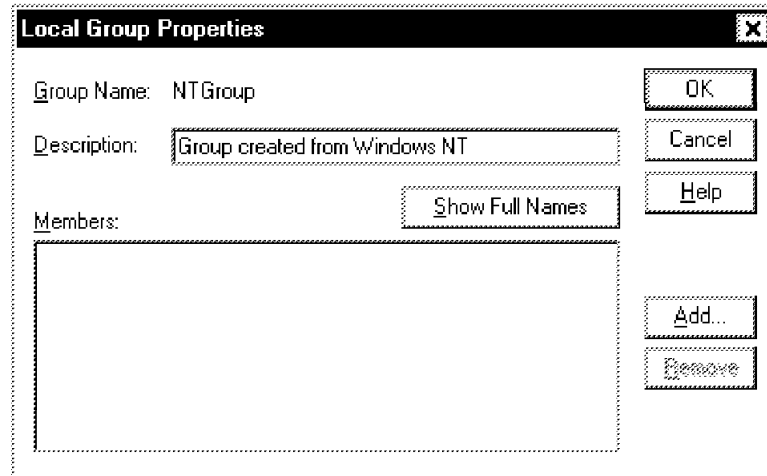 Local Group Properties
Group Name: NTGroup
OK
Description: Group created from Windows NT
Cancel
Show Full Names
Help
Members:
Add...
Remove